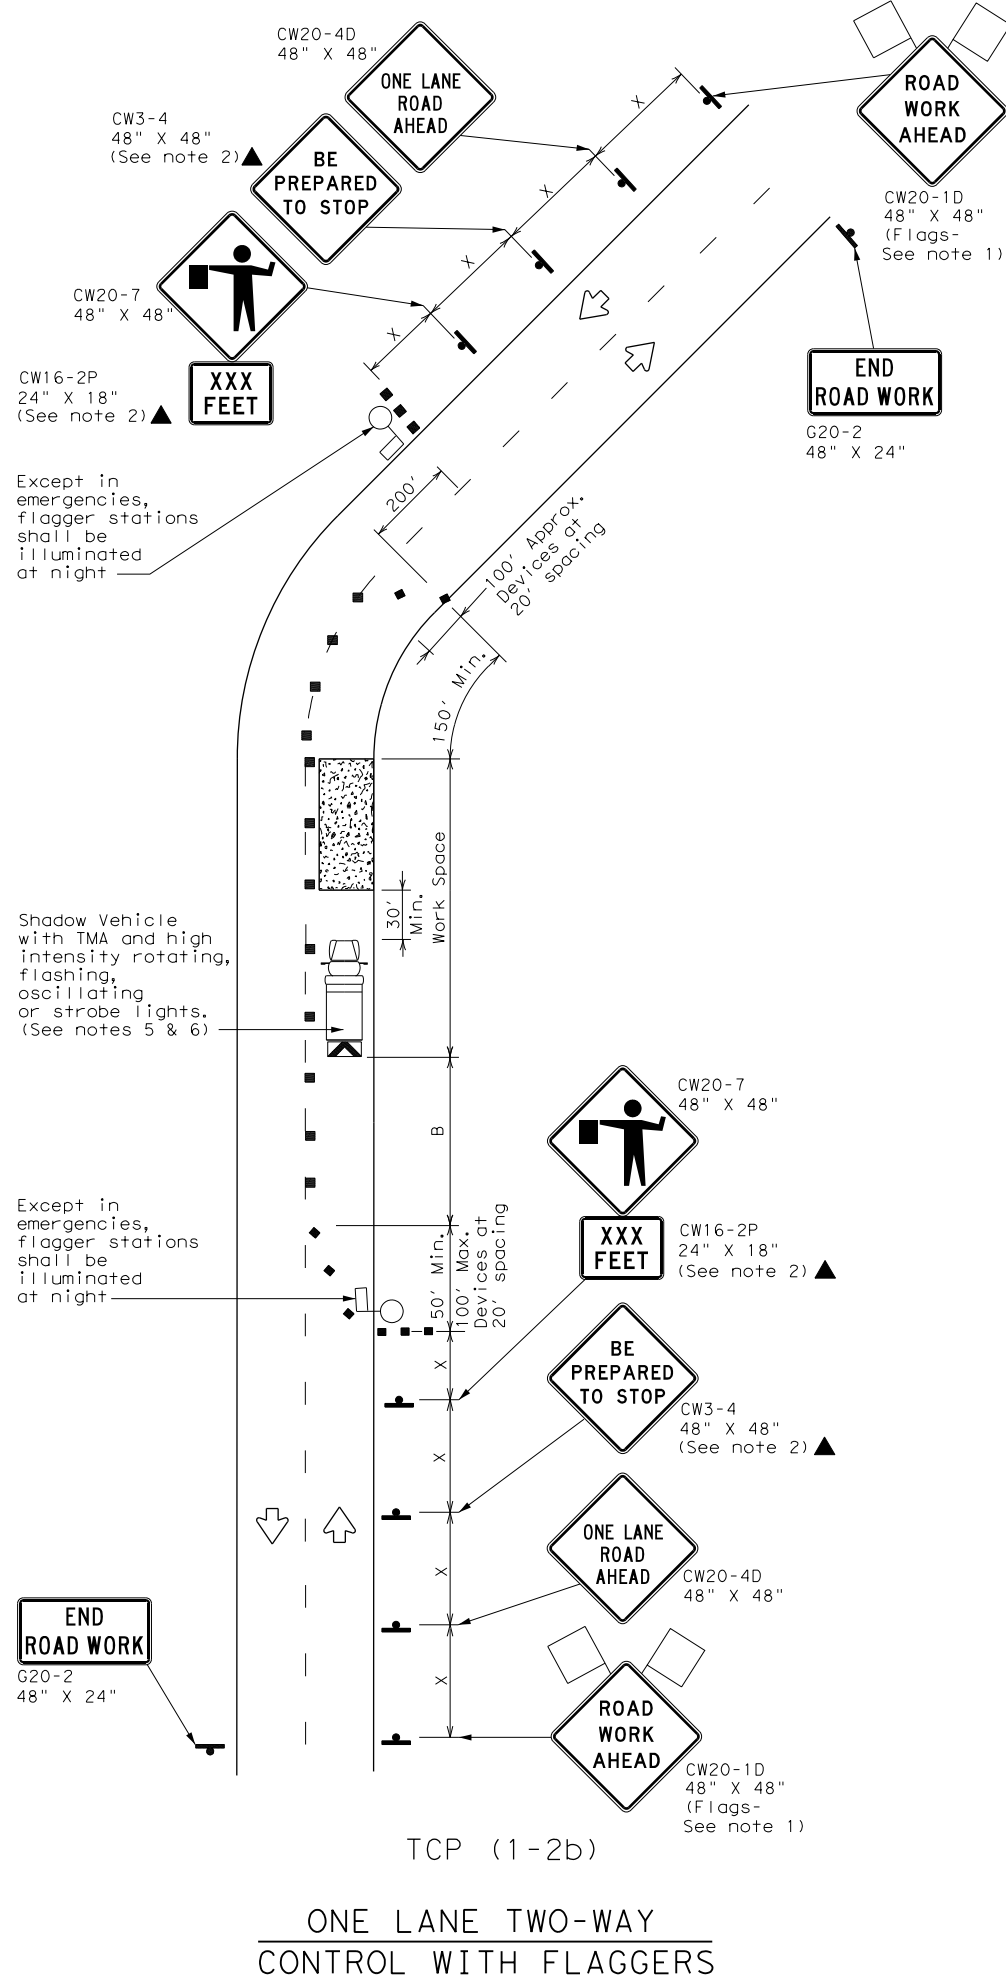 CW20-4D
48" X 48"
ONE LANE
ROAD
AHEAD
ROAD
WORK
AHEAD
CW20-1D
48" X 48"
(Flags-
See note 1)
CW3-4
48" X 48"
(See note 2)
BE
PREPARED
TO STOP
CW20-7
48" X 48"
CW16-2P
24" X 18"
(See note 2)
XXX
FEET
X
X
X
X
END
ROAD WORK
G20-2
48" X 24"
Except in
emergencies,
flagger stations
shall be
illuminated
at night
200'
100' Approx.
Devices at
20' spacing
150' Min.
Work Space
30'
Min.
Shadow Vehicle
with TMA and high
intensity rotating,
flashing,
oscillating
or strobe lights.
(See notes 5 & 6)
B
CW20-7
48" X 48"
XXX
FEET
CW16-2P
24" X 18"
(See note 2)
Except in
emergencies,
flagger stations
shall be
illuminated
at night
50' Min.
100' Max.
Devices at
20' spacing
X
X
X
X
BE
PREPARED
TO STOP
CW3-4
48" X 48"
(See note 2)
ONE LANE
ROAD
AHEAD
CW20-4D
48" X 48"
END
ROAD WORK
G20-2
48" X 24"
ROAD
WORK
AHEAD
CW20-1D
48" X 48"
(Flags-
See note 1)
TCP (1-2b)
ONE LANE TWO-WAY
CONTROL WITH FLAGGERS